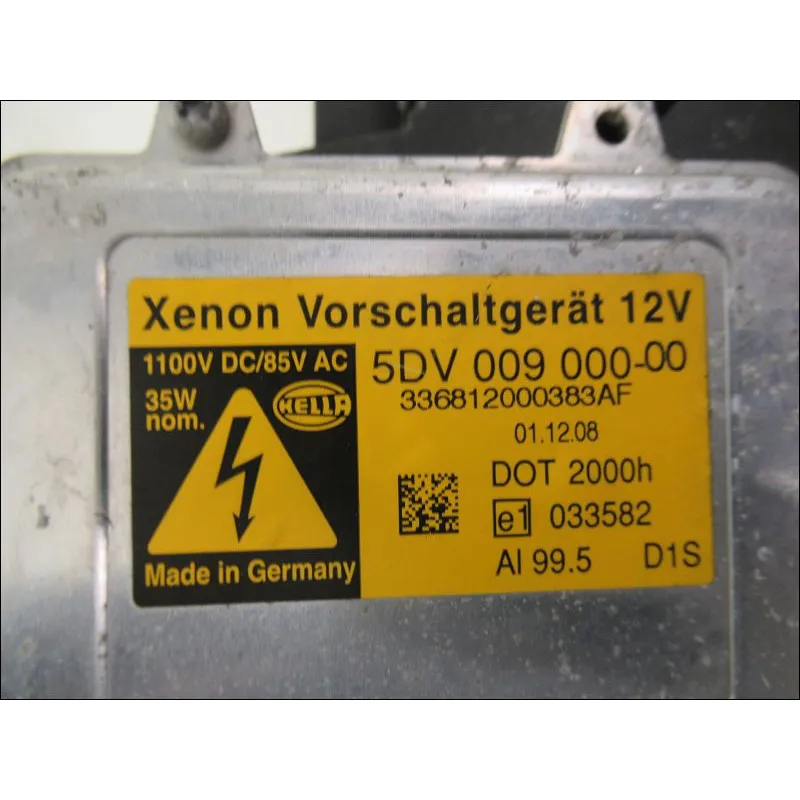 Xenon Vorschaltgerät 12V
1100V DC/85V AC
35W
nom.
HELLA
Made in Germany
5DV 009 000-00
336812000383AF
01.12.08
DOT 2000h
e1 033582
Al 99.5 D1S